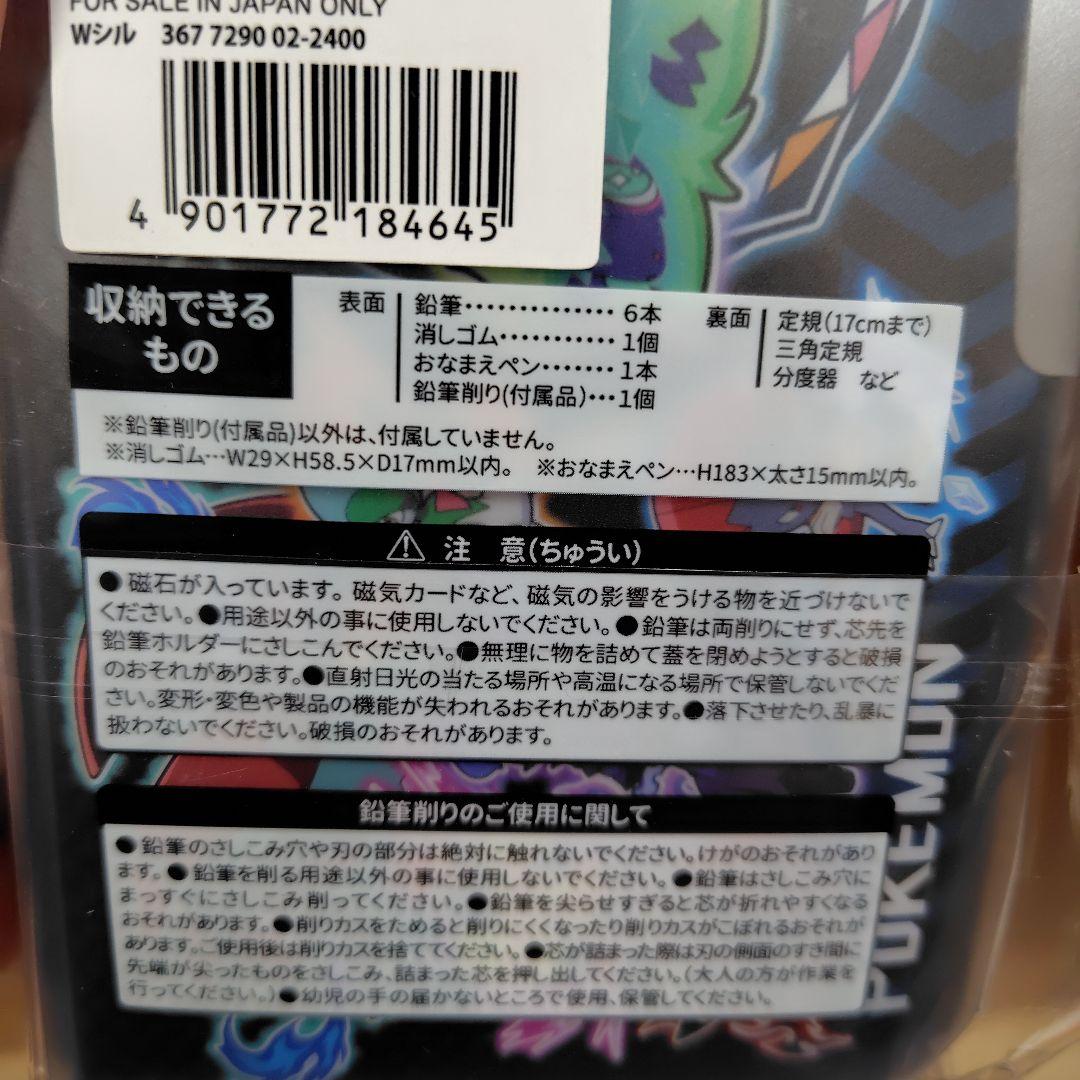 FOR SALE IN JAPAN ONLY
Wシル 367 7290 02-2400
4 901772 184645
収納できる
もの
表面
鉛筆・・・・・・・・・・・・・・ 6本
消しゴム・・・・・・・・・・・ 1個
おなまえペン・・・・・・・1本
鉛筆削り(付属品)・・・1個
裏面
定規(17cmまで)
三角定規
分度器 など
※鉛筆削り(付属品)以外は、付属していません。
※消しゴム…W29×H58.5×D17mm以内。 ※おなまえペン…H183×太さ15mm以内。
⚠ 注 意(ちゅうい)
●磁石が入っています。磁気カードなど、磁気の影響をうける物を近づけないで
ください。●用途以外の事に使用しないでください。●鉛筆は両削りにせず、芯先を
鉛筆ホルダーにさしこんでください。●無理に物を詰めて蓋を閉めようとすると破損
のおそれがあります。●直射日光の当たる場所や高温になる場所で保管しないでくだ
さい。変形・変色や製品の機能が失われるおそれがあります。●落下させたり、乱暴に
扱わないでください。破損のおそれがあります。
鉛筆削りのご使用に関して
●鉛筆のさしこみ穴や刃の部分は絶対に触れないでください。けがのおそれがあり
ます。●鉛筆を削る用途以外の事に使用しないでください。●鉛筆はさしこみ穴に
まっすぐにさしこみ削ってください。●鉛筆を尖らせすぎると芯が折れやすくなる
おそれがあります。●削りカスをためると削りにくくなったり削りカスがこぼれるおそれが
あります。ご使用後は削りカスを捨ててください。●芯が詰まった際は刃の側面のすき間に
先端が尖ったものをさしこみ、詰まった芯を押し出してください。(大人の方が作業を
行ってください。)●幼児の手の届かないところで使用、保管してください。
POKEMON